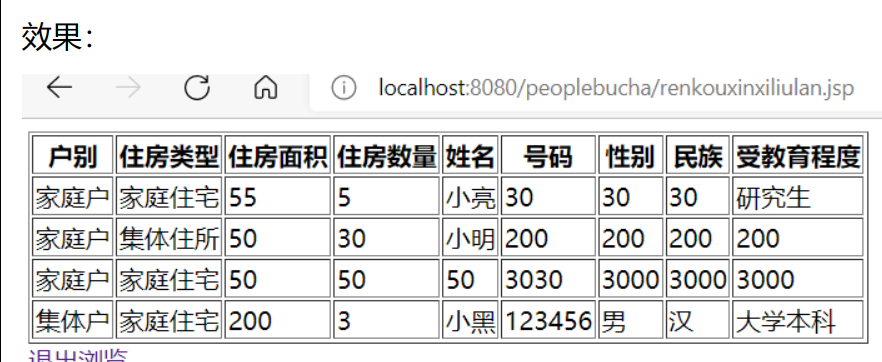 效果：
localhost:8080/peoplebucha/renkouxinxiliulan.jsp
户别 住房类型 住房面积 住房数量 姓名 号码 性别 民族 受教育程度
家庭户 家庭住宅 55 5 小亮 30 30 30 研究生
家庭户 集体住所 50 30 小明 200 200 200 200
家庭户 家庭住宅 50 50 50 3030 3000 3000 3000
集体户 家庭住宅 200 3 小黑 123456 男 汉 大学本科
退出浏览